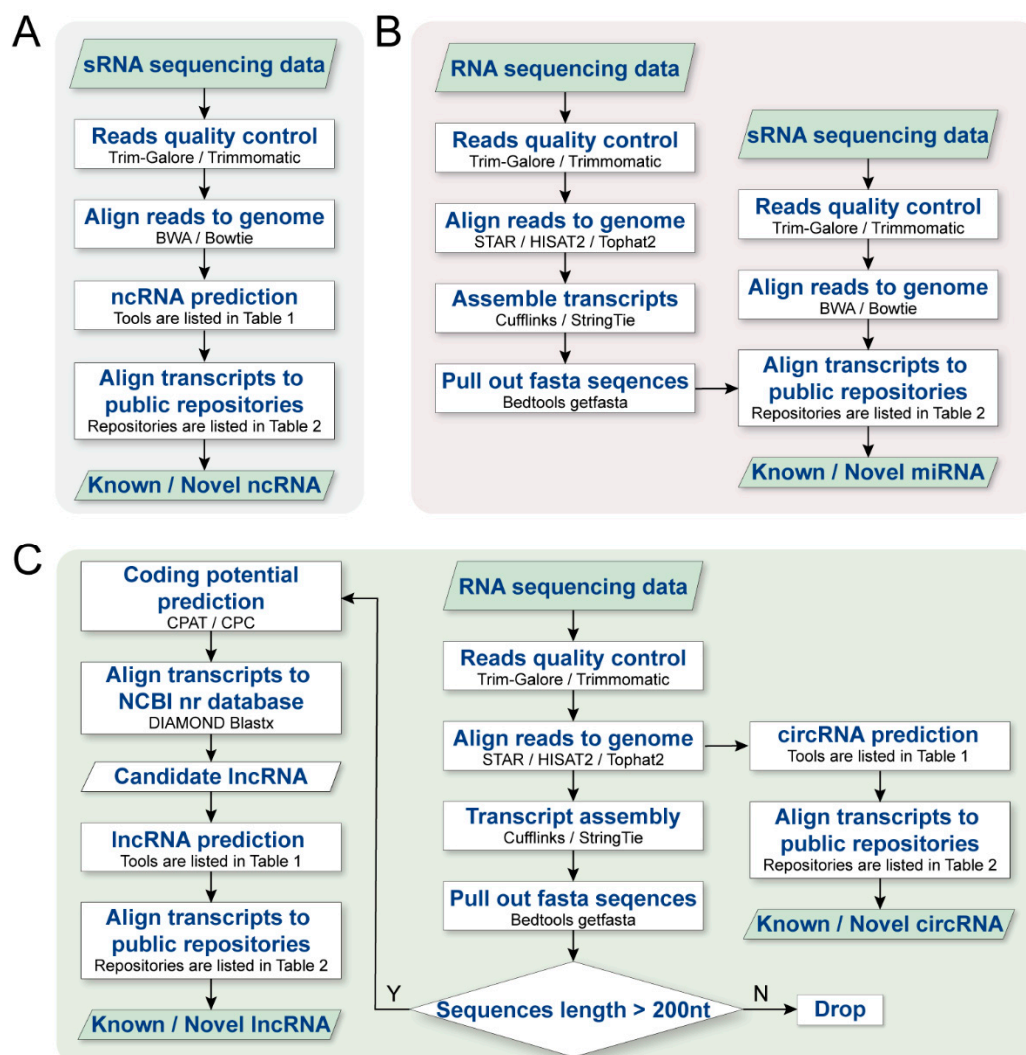 A
sRNA sequencing data
Reads quality control
Trim-Galore / Trimmomatic
Align reads to genome
BWA / Bowtie
ncRNA prediction
Tools are listed in Table 1
Align transcripts to
public repositories
Repositories are listed in Table 2
Known / Novel ncRNA
B
RNA sequencing data
Reads quality control
Trim-Galore / Trimmomatic
Align reads to genome
STAR / HISAT2 / Tophat2
Assemble transcripts
Cufflinks / StringTie
Pull out fasta seqences
Bedtools getfasta
sRNA sequencing data
Reads quality control
Trim-Galore / Trimmomatic
Align reads to genome
BWA / Bowtie
Align transcripts to
public repositories
Repositories are listed in Table 2
Known / Novel miRNA
C
Coding potential
prediction
CPAT / CPC
Align transcripts to
NCBI nr database
DIAMOND Blastx
Candidate lncRNA
lncRNA prediction
Tools are listed in Table 1
Align transcripts to
public repositories
Repositories are listed in Table 2
Known / Novel lncRNA
RNA sequencing data
Reads quality control
Trim-Galore / Trimmomatic
Align reads to genome
STAR / HISAT2 / Tophat2
Transcript assembly
Cufflinks / StringTie
Pull out fasta seqences
Bedtools getfasta
Y
Sequences length > 200nt
N
Drop
circRNA prediction
Tools are listed in Table 1
Align transcripts to
public repositories
Repositories are listed in Table 2
Known / Novel circRNA